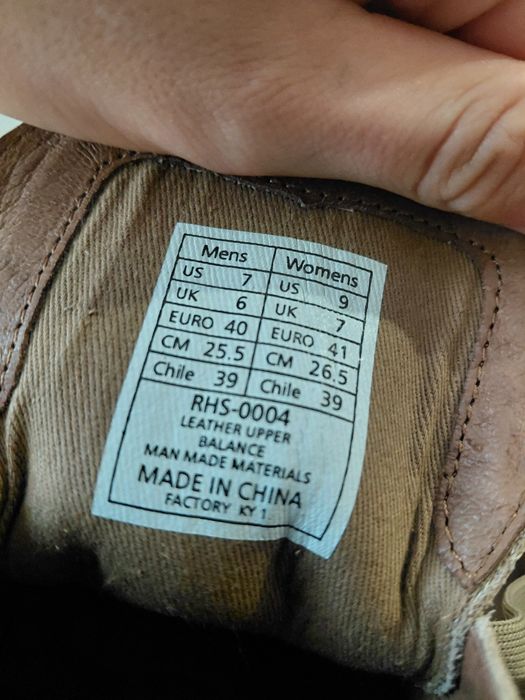 Mens Womens
US 7 US 9
UK 6 UK 7
EURO 40 EURO 41
CM 25.5 CM 26.5
Chile 39 Chile 39
RHS-0004
LEATHER UPPER
BALANCE
MAN MADE MATERIALS
MADE IN CHINA
FACTORY KY 1